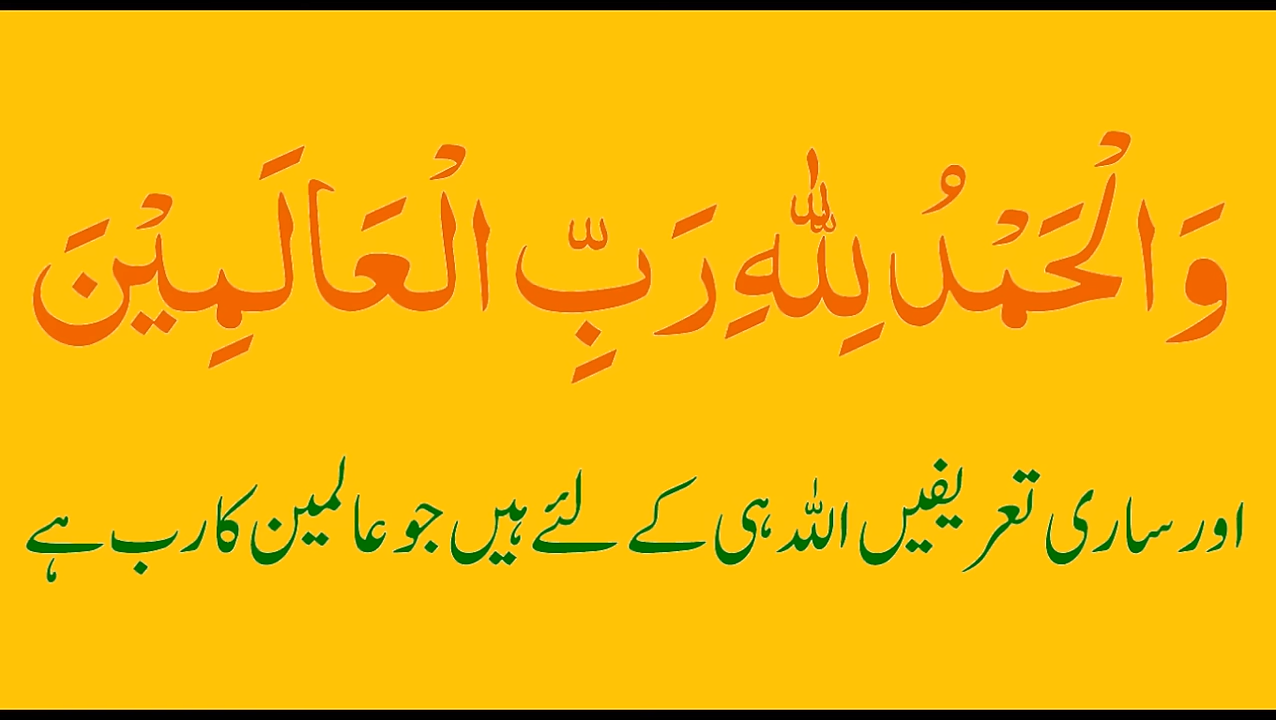 وَالْحَمْدُ لِلّٰهِ رَبِّ الْعَالَمِيْنَ
اور ساری تعریفیں اللہ ہی کے لئے ہیں جو عالمین کا رب ہے